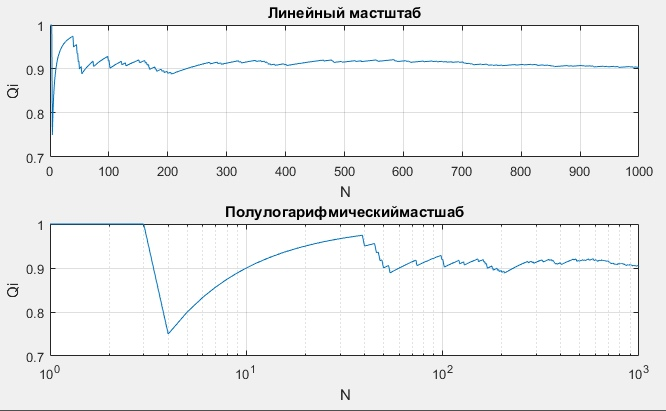 Линейный мастштаб
1
0.9
0.8
0.7
Qi
0 100 200 300 400 500 600 700 800 900 1000
N
Полулогарифмическиймастшаб
1
0.9
0.8
0.7
Qi
10^0 10^1 10^2 10^3
N